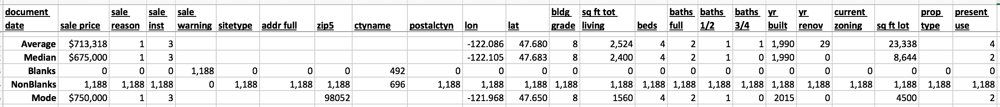 document sale sale sale bldg sq ft tot baths baths baths yr yr current prop present
date sale price reason inst warning sitetype addr full zip5 ctyname postalctyn lon lat grade living beds full 1/2 3/4 built renov zoning sq ft lot type use
Average $713,318 1 3 -122.086 47.680 8 2,524 4 2 1 1 1,990 29 23,338 4
Median $675,000 1 3 -122.105 47.683 8 2,400 4 2 1 0 1,990 0 8,644 2
Blanks 0 0 0 1,188 0 0 0 492 0 0 0 0 0 0 0 0 0 0 0 0 0 0 0
NonBlanks 1,188 1,188 1,188 0 1,188 1,188 1,188 696 1,188 1,188 1,188 1,188 1,188 1,188 1,188 1,188 1,188 1,188 1,188 1,188 1,188 1,188 1,188
Mode $750,000 1 3 98052 -121.968 47.650 8 1560 4 2 1 0 2015 0 4500 2